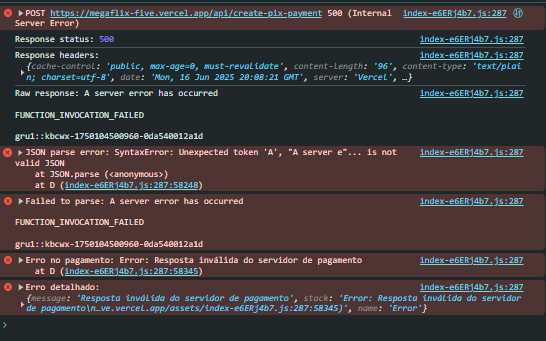 POST https://megaflix-five.vercel.app/api/create-pix-payment 500 (Internal index-e6ERj4b7.js:287
Server Error)
Response status: 500 index-e6ERj4b7.js:287
Response headers: index-e6ERj4b7.js:287
{cache-control: 'public, max-age=0, must-revalidate', content-length: '96', content-type: 'text/plai
n; charset=utf-8', date: 'Mon, 16 Jun 2025 20:08:21 GMT', server: 'Vercel', …}
Raw response: A server error has occurred index-e6ERj4b7.js:287
FUNCTION_INVOCATION_FAILED
gru1::kbcwx-1750104500960-0da540012a1d
JSON parse error: SyntaxError: Unexpected token 'A', "A server e"... is not index-e6ERj4b7.js:287
valid JSON
at JSON.parse (<anonymous>)
at D (index-e6ERj4b7.js:287:58248)
Failed to parse: A server error has occurred index-e6ERj4b7.js:287
FUNCTION_INVOCATION_FAILED
gru1::kbcwx-1750104500960-0da540012a1d
Erro no pagamento: Error: Resposta inválida do servidor de pagamento index-e6ERj4b7.js:287
at D (index-e6ERj4b7.js:287:58345)
Erro detalhado: index-e6ERj4b7.js:287
{message: 'Resposta inválida do servidor de pagamento', stack: 'Error: Resposta inválida do servidor
de pagamento\n…ve.vercel.app/assets/index-e6ERj4b7.js:287:58345)', name: 'Error'}